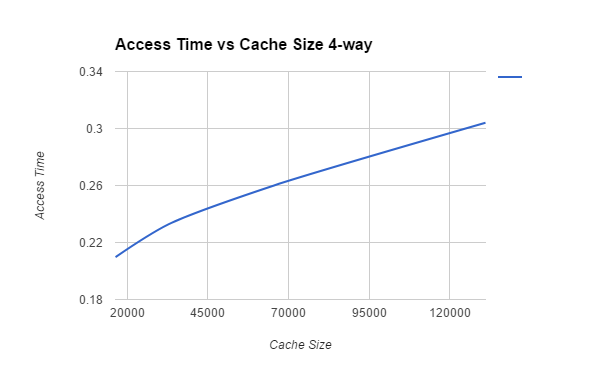 Access Time vs Cache Size 4-way
0.34
0.3
0.26
0.22
0.18
Access Time
20000 45000 70000 95000 120000
Cache Size